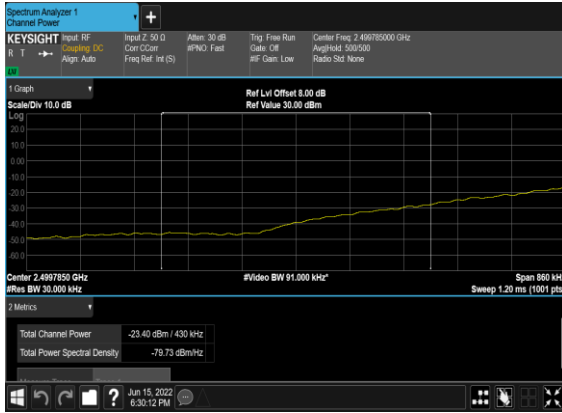 Spectrum Analyzer 1
Channel Power
+
KEYSIGHT Input: RF Input Z: 50 Ω Atten: 30 dB Trig: Free Run Center Freq: 2.499785000 GHz
R T Coupling: DC Corr CCorr #PNO: Fast Gate: Off Avg|Hold: 500/500
Align: Auto Freq Ref: Int (S) #IF Gain: Low Radio Std: None
1 Graph
Ref Lvl Offset 8.00 dB
Scale/Div 10.0 dB Ref Value 30.00 dBm
Log
20.0
10.0
0.00
-10.0
-20.0
-30.0
-40.0
-50.0
-60.0
Center 2.4997850 GHz #Video BW 91.000 kHz* Span 860 kH
#Res BW 30.000 kHz Sweep 1.20 ms (1001 pts
2 Metrics
Total Channel Power -23.40 dBm / 430 kHz
Total Power Spectral Density -79.73 dBm/Hz
Jun 15, 2022
6:30:12 PM